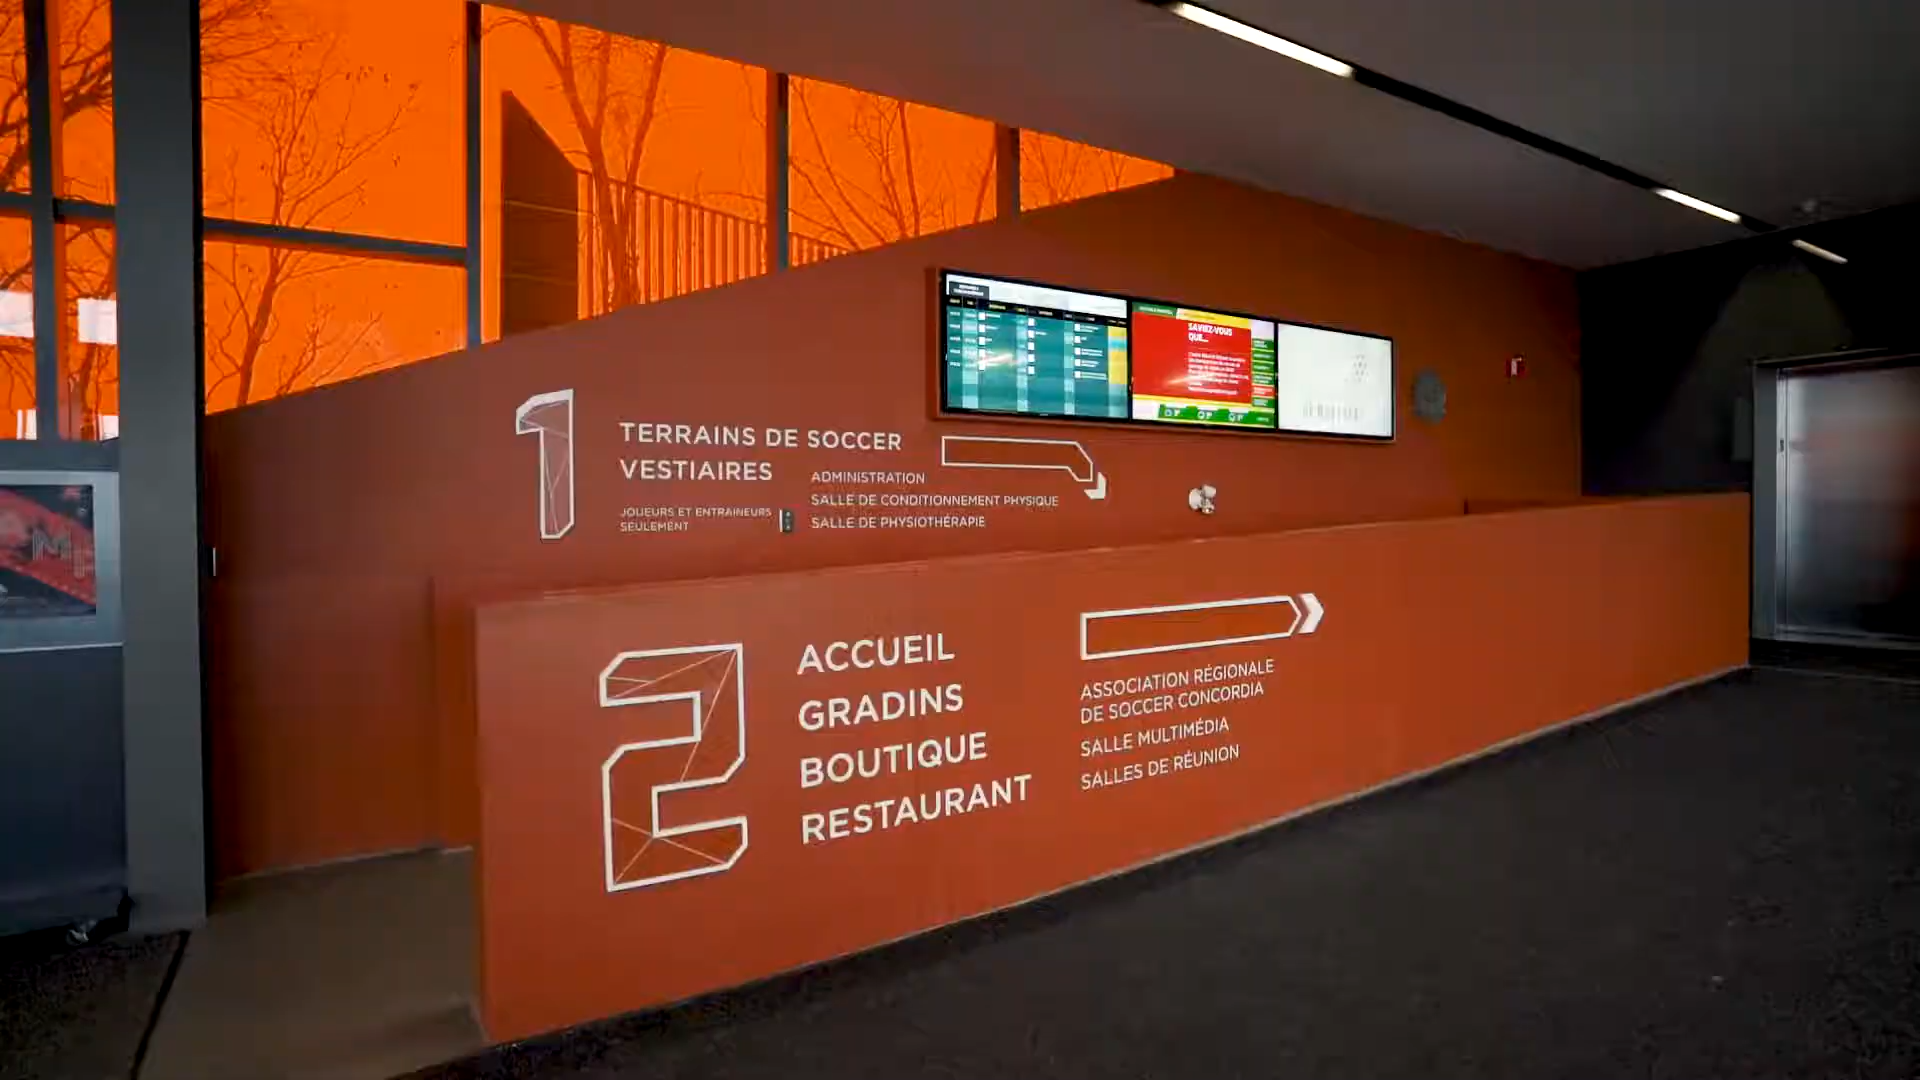 SAVIEZ-VOUS
QUE...
1
TERRAINS DE SOCCER
VESTIAIRES
JOUEURS ET ENTRAINEURS
SEULEMENT
ADMINISTRATION
SALLE DE CONDITIONNEMENT PHYSIQUE
SALLE DE PHYSIOTHÉRAPIE
2
ACCUEIL
GRADINS
BOUTIQUE
RESTAURANT
ASSOCIATION RÉGIONALE
DE SOCCER CONCORDIA
SALLE MULTIMÉDIA
SALLES DE RÉUNION